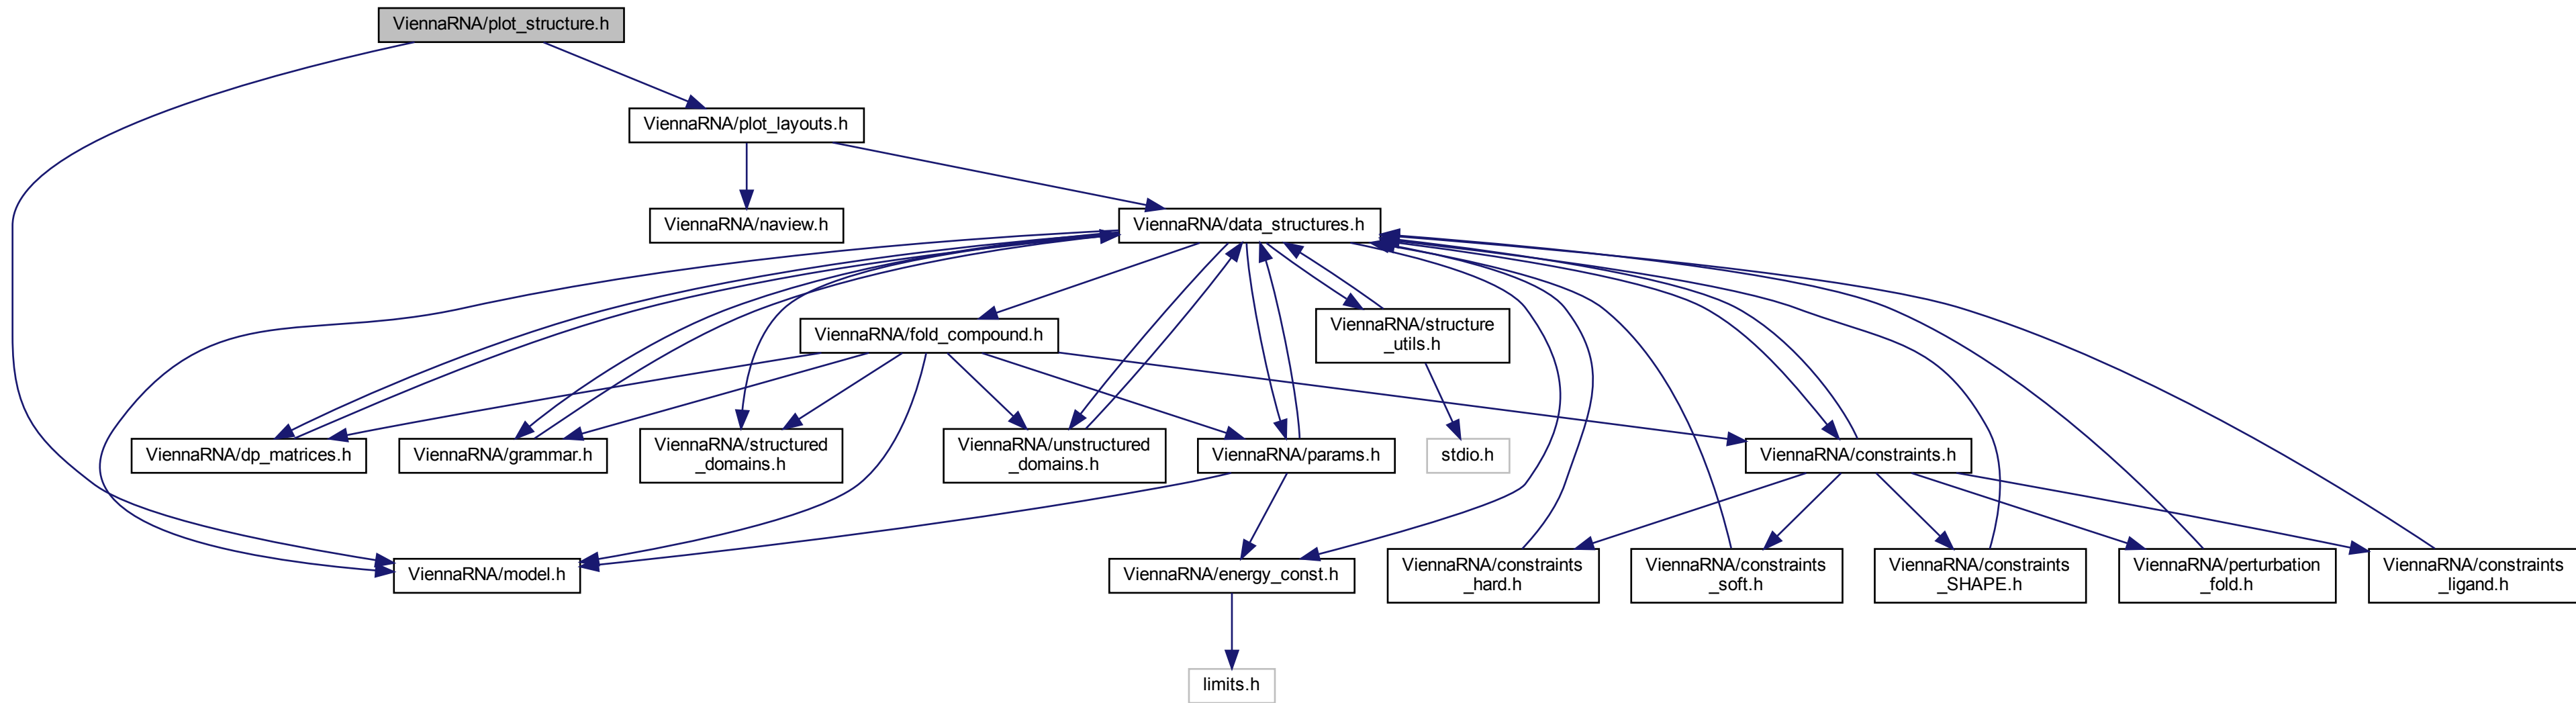 ViennaRNA/plot_structure.h
ViennaRNA/plot_layouts.h
ViennaRNA/naview.h
ViennaRNA/data_structures.h
ViennaRNA/fold_compound.h
ViennaRNA/structure
_utils.h
ViennaRNA/dp_matrices.h
ViennaRNA/grammar.h
ViennaRNA/structured
_domains.h
ViennaRNA/unstructured
_domains.h
ViennaRNA/params.h
stdio.h
ViennaRNA/constraints.h
ViennaRNA/model.h
ViennaRNA/energy_const.h
ViennaRNA/constraints
_hard.h
ViennaRNA/constraints
_soft.h
ViennaRNA/constraints
_SHAPE.h
ViennaRNA/perturbation
_fold.h
ViennaRNA/constraints
_ligand.h
limits.h